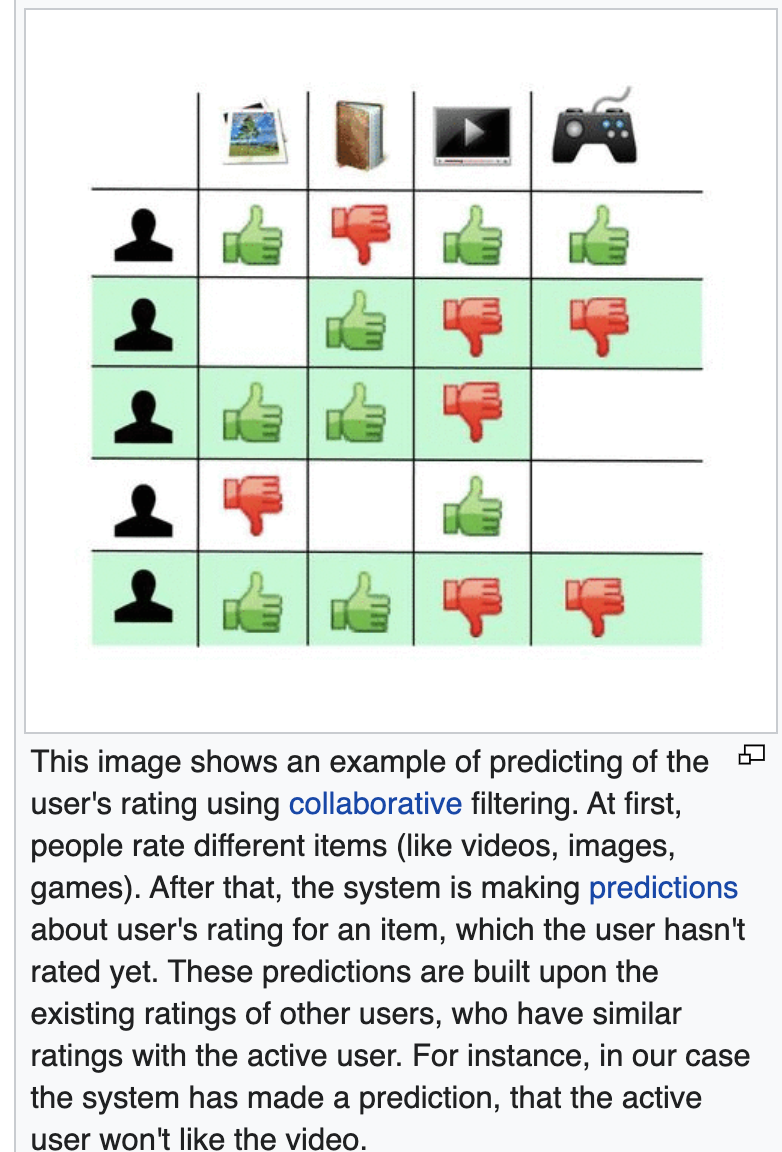 This image shows an example of predicting of the
user's rating using collaborative filtering. At first,
people rate different items (like videos, images,
games). After that, the system is making predictions
about user's rating for an item, which the user hasn't
rated yet. These predictions are built upon the
existing ratings of other users, who have similar
ratings with the active user. For instance, in our case
the system has made a prediction, that the active
user won't like the video.